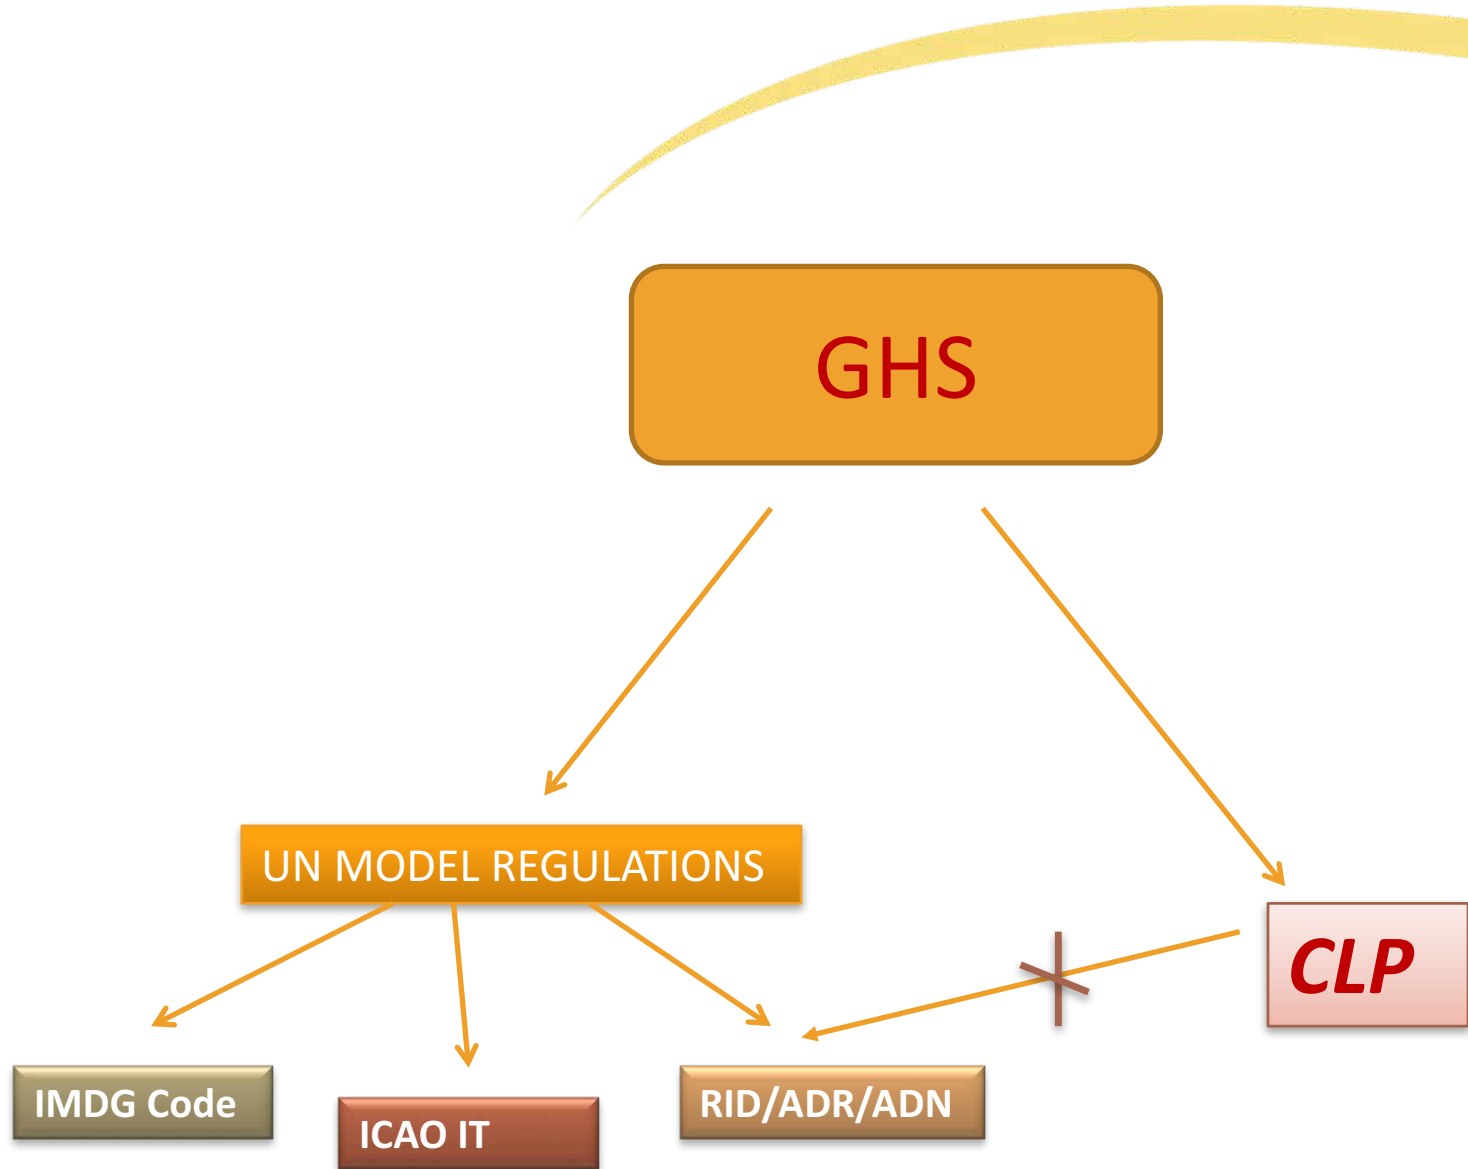 GHS
UN MODEL REGULATIONS
CLP
IMDG Code
ICAO IT
RID/ADR/ADN